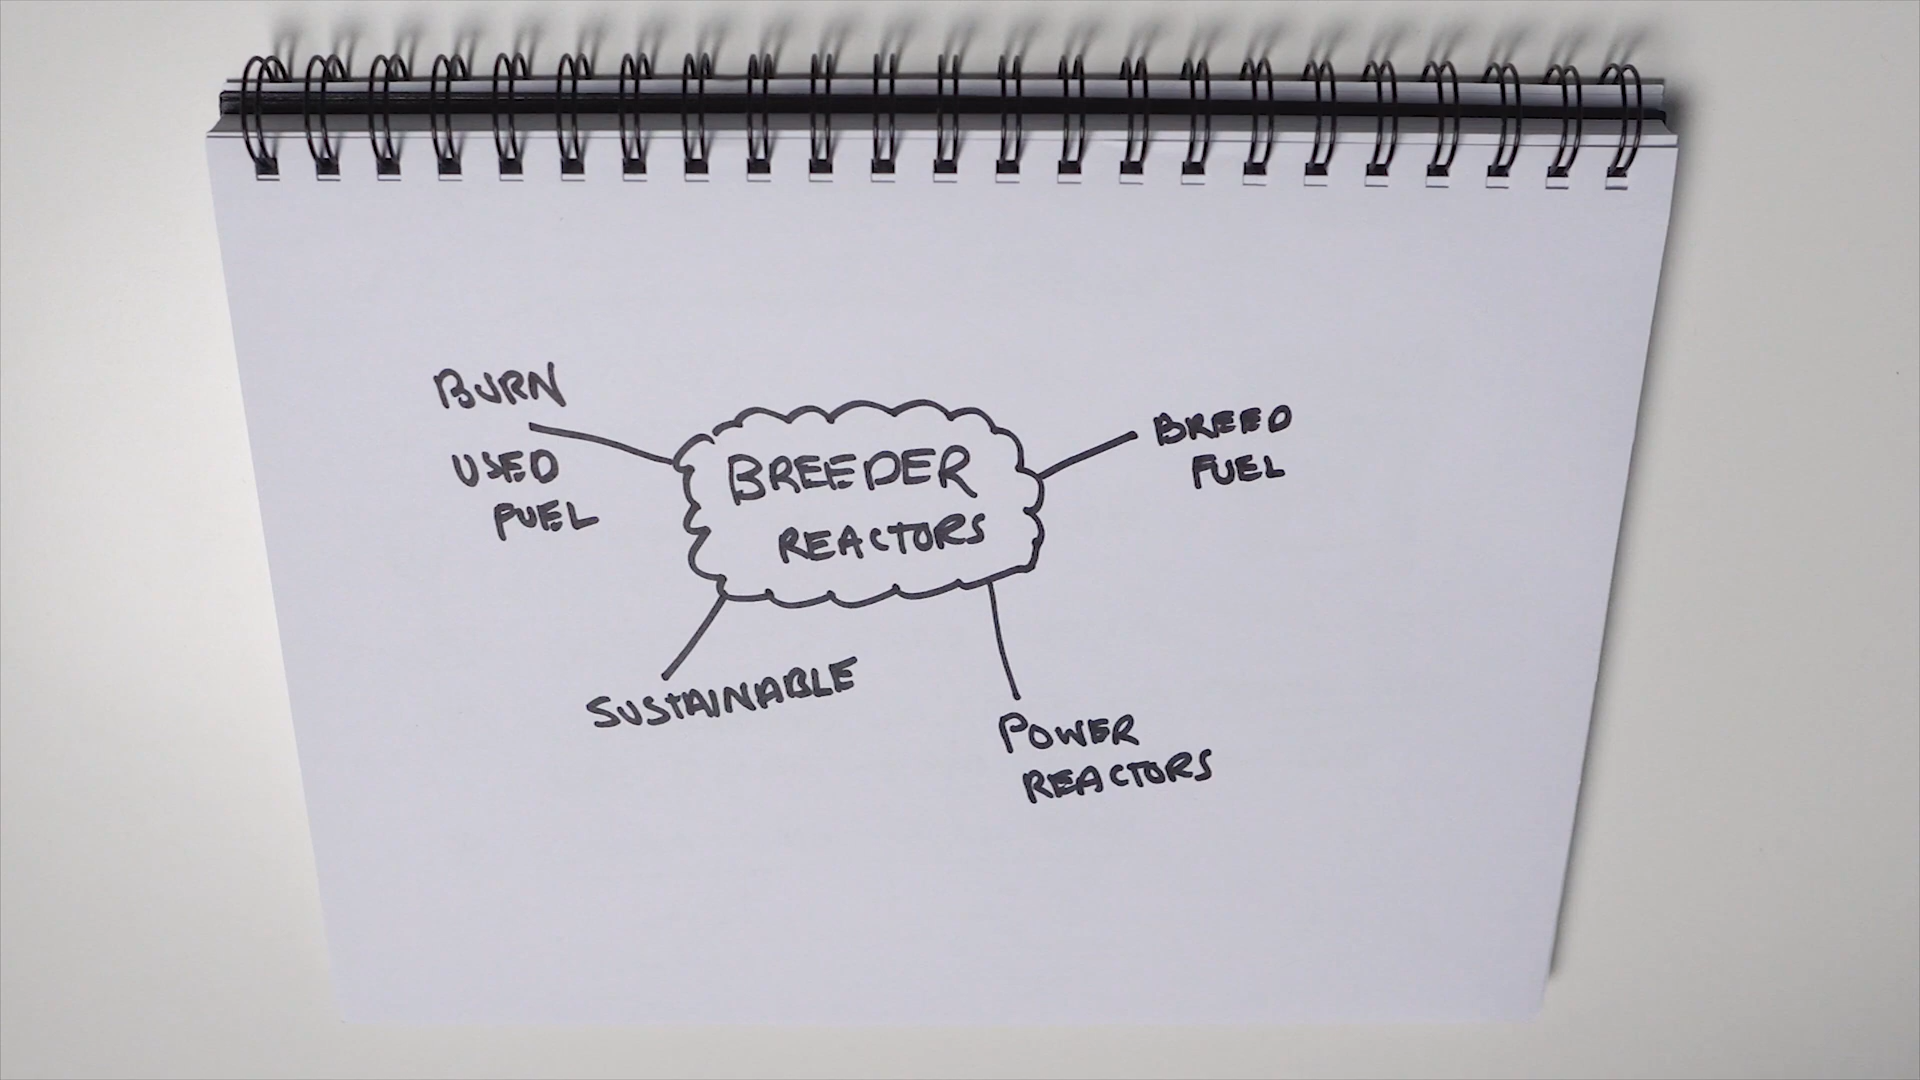 BURN
USED
FUEL
BREEDER
REACTORS
BREED
FUEL
SUSTAINABLE
POWER
REACTORS